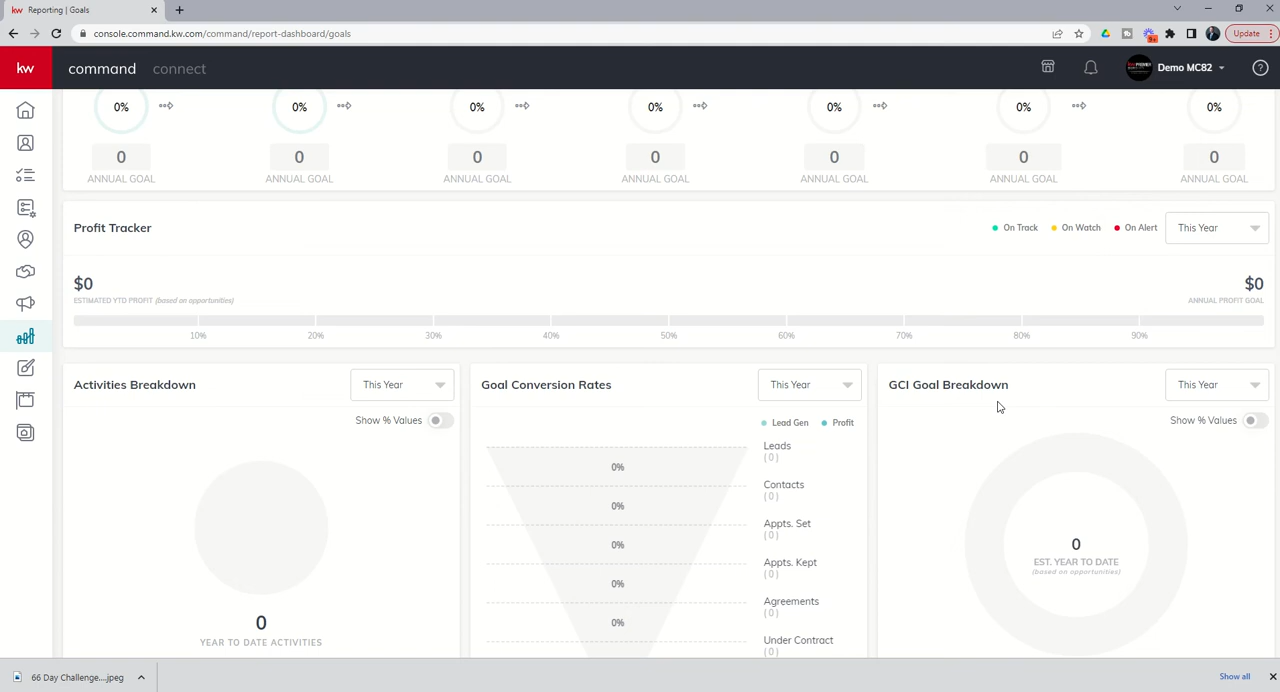 kw Reporting | Goals
console.command.kw.com/command/report-dashboard/goals
9+
Update
kw command connect Demo MC82
0% 0% 0% 0% 0% 0% 0%
0 0 0 0 0 0 0
ANNUAL GOAL ANNUAL GOAL ANNUAL GOAL ANNUAL GOAL ANNUAL GOAL ANNUAL GOAL ANNUAL GOAL
Profit Tracker On Track On Watch On Alert This Year
$0 $0
ESTIMATED YTD PROFIT (based on opportunities) ANNUAL PROFIT GOAL
10% 20% 30% 40% 50% 60% 70% 80% 90%
Activities Breakdown This Year
Show % Values
0
YEAR TO DATE ACTIVITIES
Goal Conversion Rates This Year
Lead Gen Profit
Leads
( 0 )
0%
Contacts
( 0 )
0%
Appts. Set
( 0 )
0%
Appts. Kept
( 0 )
0%
Agreements
( 0 )
0%
Under Contract
( 0 )
GCI Goal Breakdown This Year
Show % Values
0
EST. YEAR TO DATE
(based on opportunities)
66 Day Challenge....jpeg
Show all